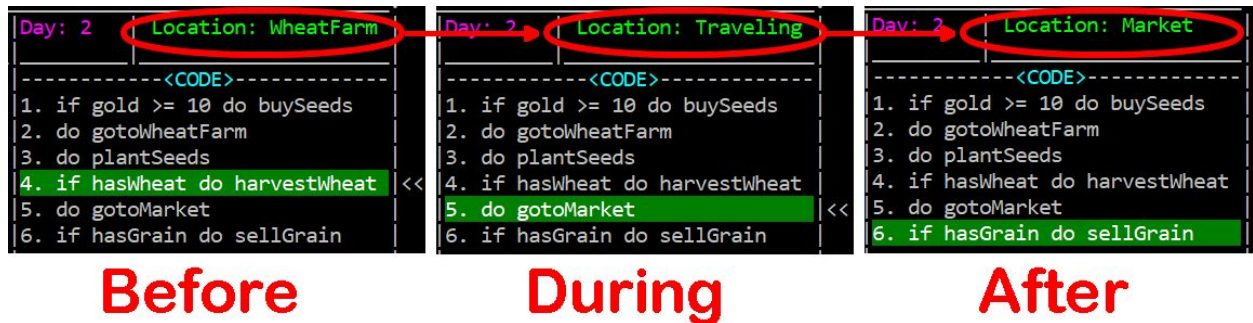 Day: 2 Location: WheatFarm
------------<CODE>------------
1. if gold >= 10 do buySeeds
2. do gotoWheatFarm
3. do plantSeeds
4. if hasWheat do harvestWheat <<
5. do gotoMarket
6. if hasGrain do sellGrain
Before
Day: 2 Location: Traveling
------------<CODE>------------
1. if gold >= 10 do buySeeds
2. do gotoWheatFarm
3. do plantSeeds
4. if hasWheat do harvestWheat
5. do gotoMarket <<
6. if hasGrain do sellGrain
During
Day: 2 Location: Market
------------<CODE>------------
1. if gold >= 10 do buySeeds
2. do gotoWheatFarm
3. do plantSeeds
4. if hasWheat do harvestWheat
5. do gotoMarket
6. if hasGrain do sellGrain
After